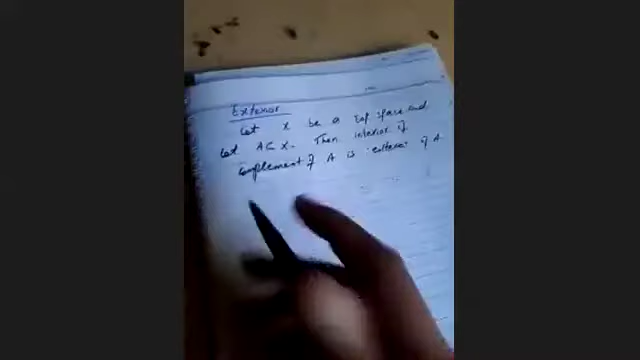 Exterior
Let X be a top space and
let A ⊂ X. Then interior of
complement of A is exterior of A